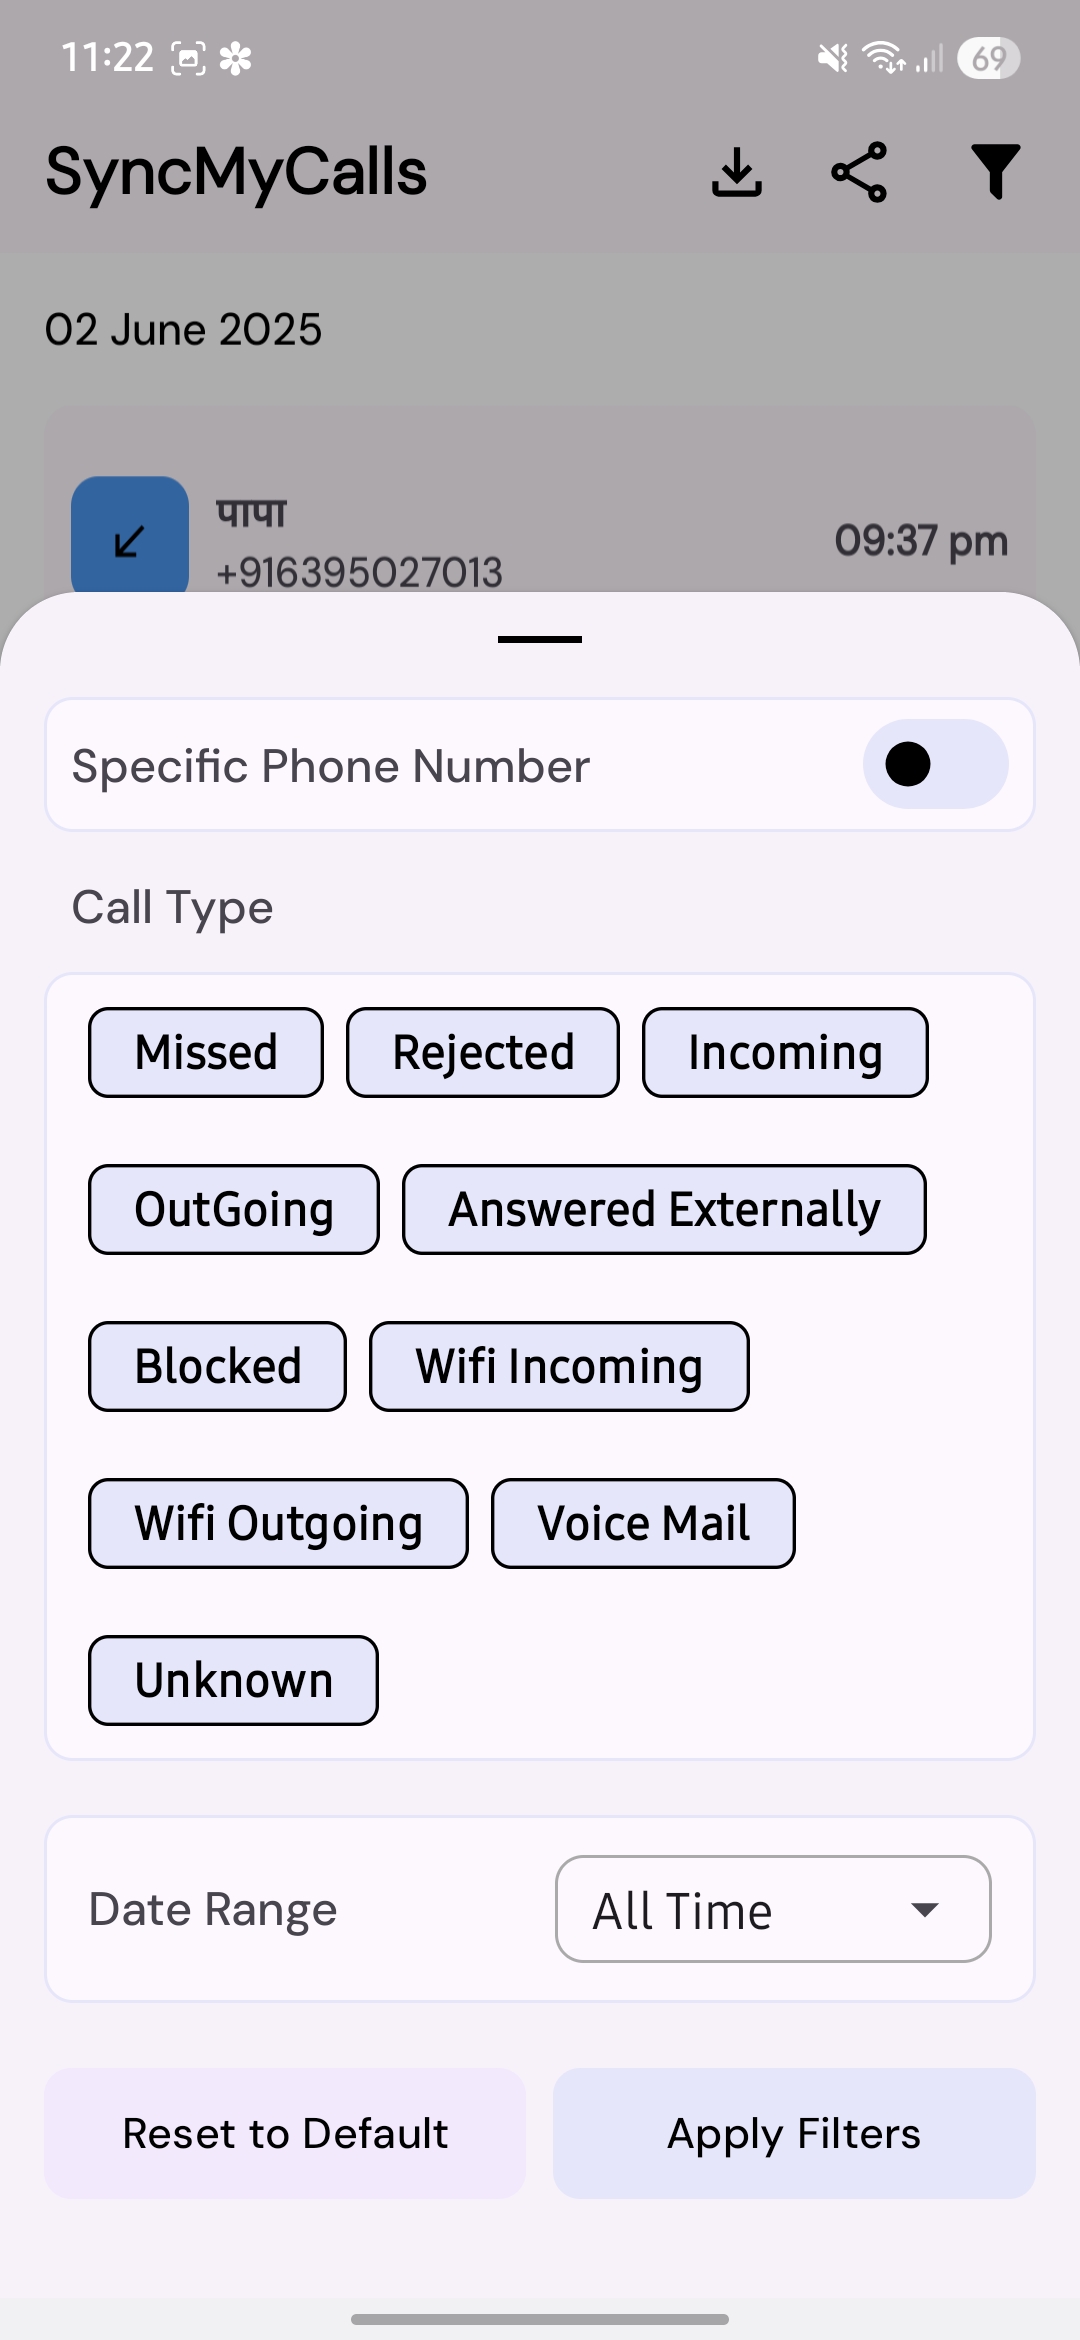 11:22
69
SyncMyCalls
02 June 2025
पापा
09:37 pm
+916395027013
Specific Phone Number
Call Type
Missed Rejected Incoming
OutGoing Answered Externally
Blocked Wifi Incoming
Wifi Outgoing Voice Mail
Unknown
Date Range All Time
Reset to Default Apply Filters